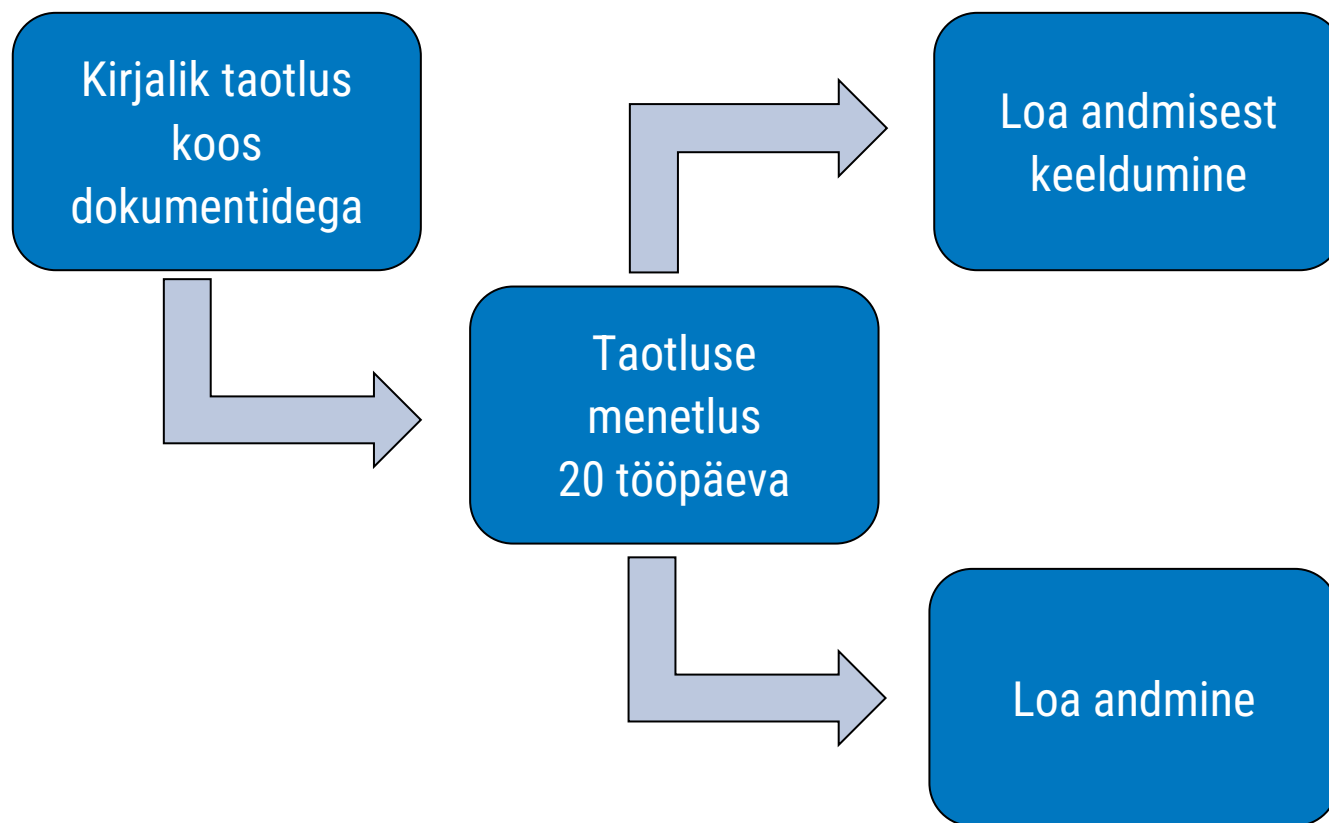 Kirjalik taotlus
koos
dokumentidega
Loa andmisest
keeldumine
Taotluse
menetlus
20 tööpäeva
Loa andmine